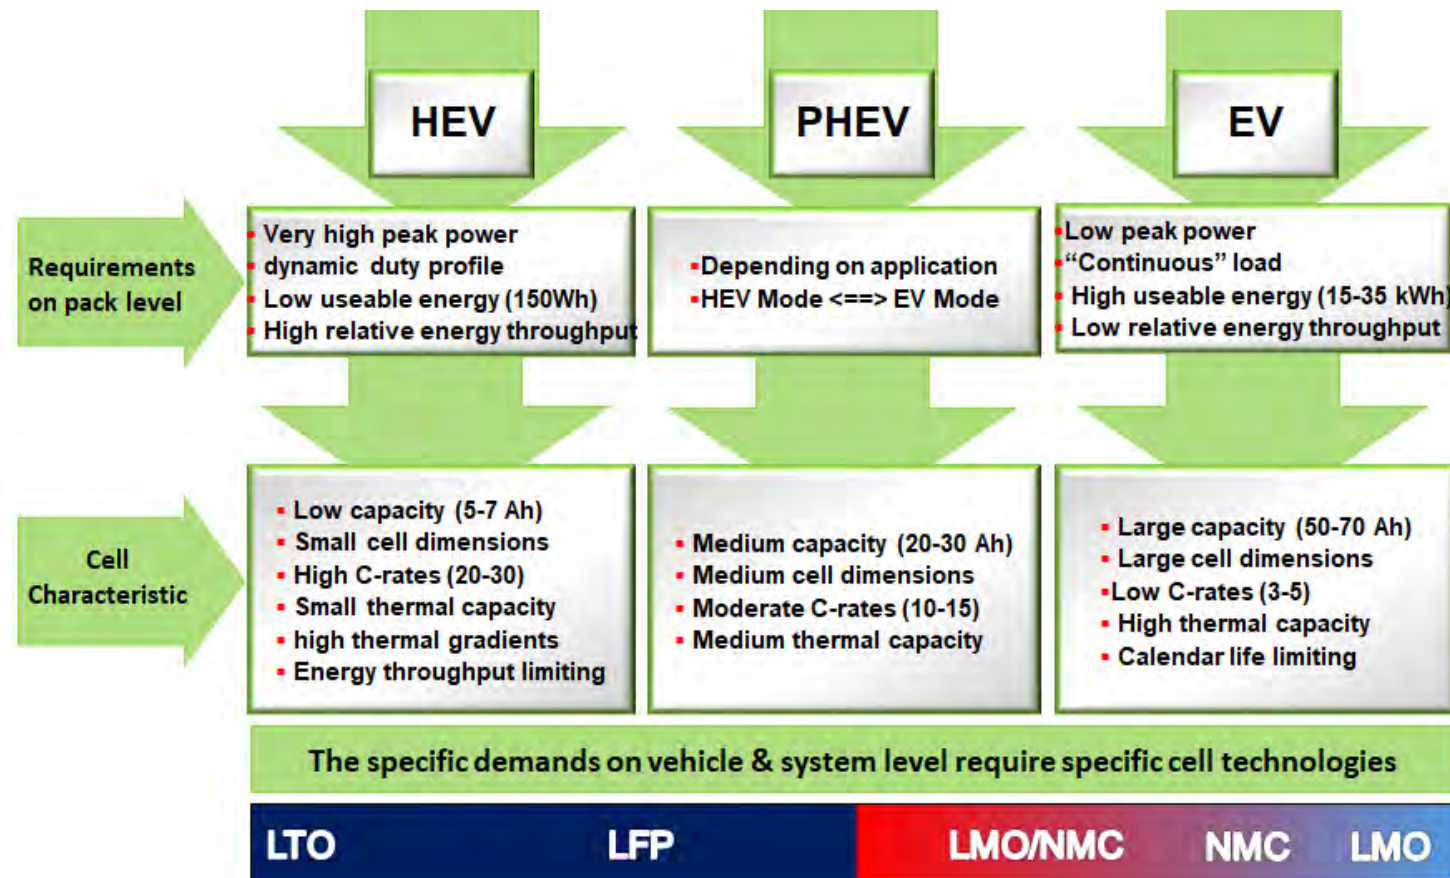 HEV
PHEV
EV
Requirements
on pack level
▪ Very high peak power
▪ dynamic duty profile
▪ Low useable energy (150Wh)
▪ High relative energy throughput
▪Depending on application
▪HEV Mode <==> EV Mode
▪Low peak power
▪“Continuous” load
▪ High useable energy (15-35 kWh)
▪ Low relative energy throughput
Cell
Characteristic
▪ Low capacity (5-7 Ah)
▪ Small cell dimensions
▪ High C-rates (20-30)
▪ Small thermal capacity
▪ high thermal gradients
▪ Energy throughput limiting
▪ Medium capacity (20-30 Ah)
▪ Medium cell dimensions
▪ Moderate C-rates (10-15)
▪ Medium thermal capacity
▪ Large capacity (50-70 Ah)
▪ Large cell dimensions
▪Low C-rates (3-5)
▪ High thermal capacity
▪ Calendar life limiting
The specific demands on vehicle & system level require specific cell technologies
LTO LFP LMO/NMC NMC LMO